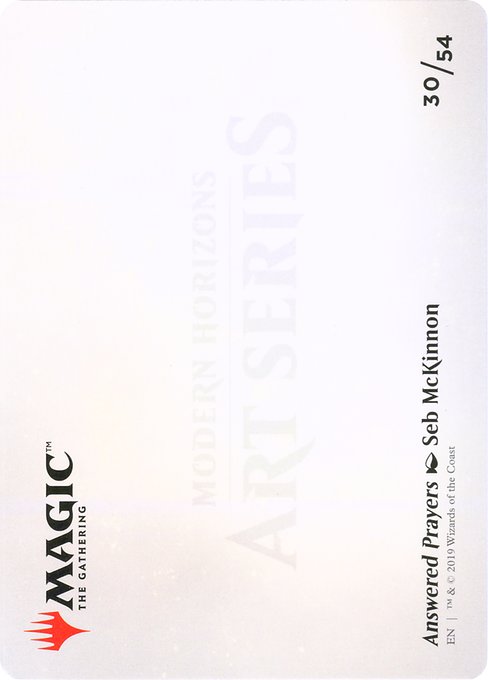 MAGIC™
THE GATHERING
MODERN HORIZONS
ART SERIES
Answered Prayers Seb McKinnon
EN | ™ & © 2019 Wizards of the Coast
30/54